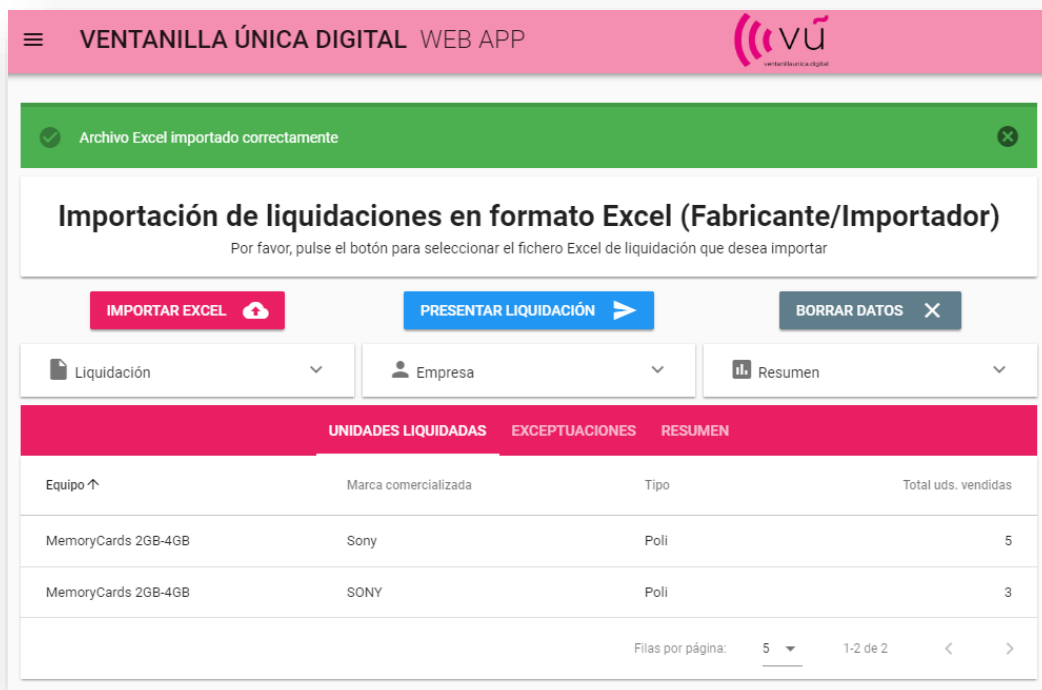 VENTANILLA ÚNICA DIGITAL WEB APP
vũ
ventanillaunica.digital
Archivo Excel importado correctamente
Importación de liquidaciones en formato Excel (Fabricante/Importador)
Por favor, pulse el botón para seleccionar el fichero Excel de liquidación que desea importar
IMPORTAR EXCEL PRESENTAR LIQUIDACIÓN BORRAR DATOS
Liquidación Empresa Resumen
UNIDADES LIQUIDADAS EXCEPTUACIONES RESUMEN
Equipo Marca comercializada Tipo Total uds. vendidas
MemoryCards 2GB-4GB Sony Poli 5
MemoryCards 2GB-4GB SONY Poli 3
Filas por página: 5 1-2 de 2